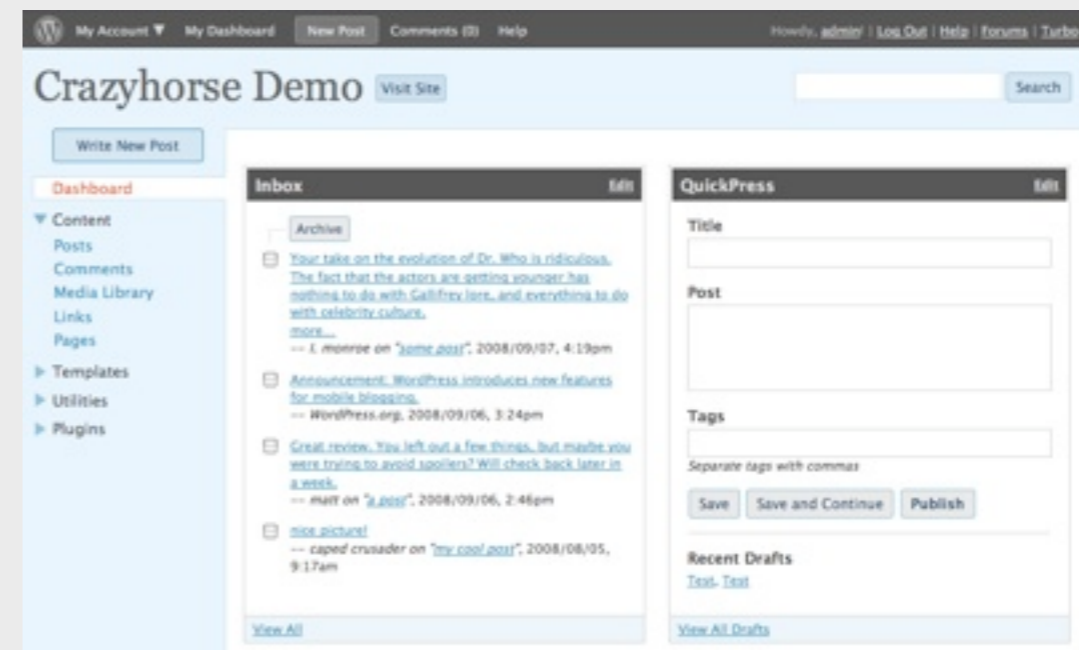 My Account ▼ My Dashboard New Post Comments (0) Help Howdy, admin! | Log Out | Help | Forums | Turbo
Crazyhorse Demo Visit Site Search
Write New Post
Dashboard
Content
Posts
Comments
Media Library
Links
Pages
Templates
Utilities
Plugins
Inbox Edit
Archive
Your take on the evolution of Dr. Who is ridiculous.
The fact that the actors are getting younger has
nothing to do with Gallifrey lore, and everything to do
with celebrity culture.
more...
-- l. monroe on "some post", 2008/09/07, 4:19pm
Announcement: WordPress introduces new features
for mobile blogging.
-- WordPress.org, 2008/09/06, 3:24pm
Great review. You left out a few things, but maybe you
were trying to avoid spoilers? Will check back later in
a week.
-- matt on "a post", 2008/09/06, 2:46pm
nice picture!
-- caped crusader on "my cool post", 2008/08/05,
9:17am
View All
QuickPress Edit
Title
Post
Tags
Separate tags with commas
Save Save and Continue Publish
Recent Drafts
Test, Test
View All Drafts